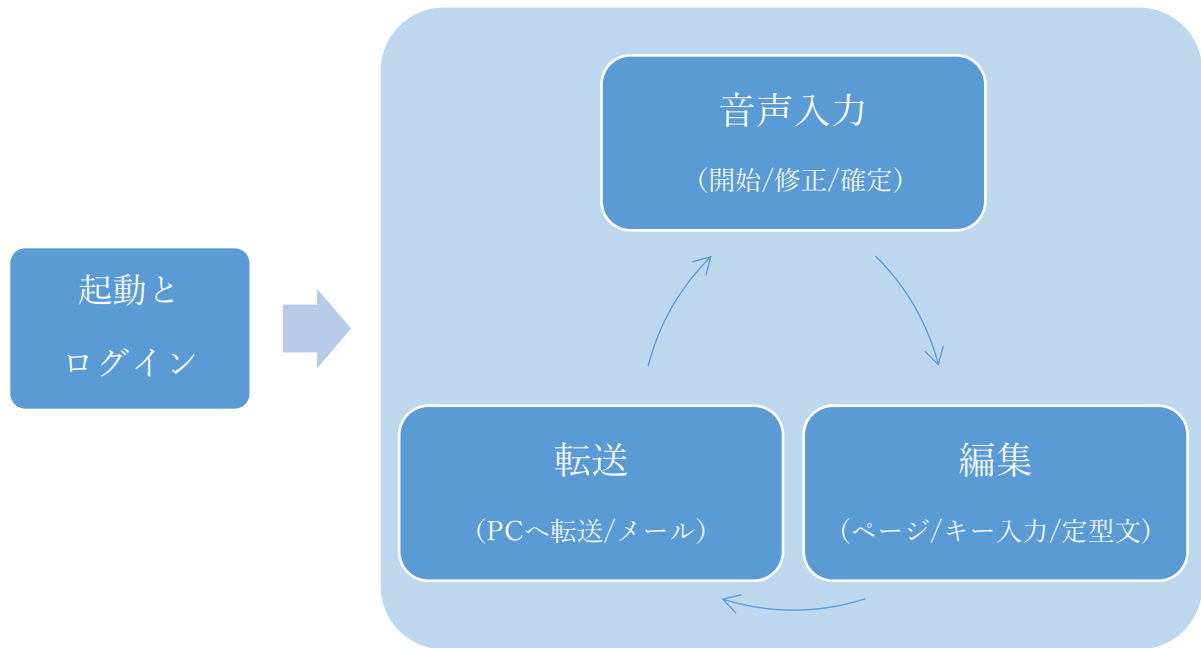 起動と
ログイン
音声入力
（開始/修正/確定）
転送
（PCへ転送/メール）
編集
（ページ/キー入力/定型文）